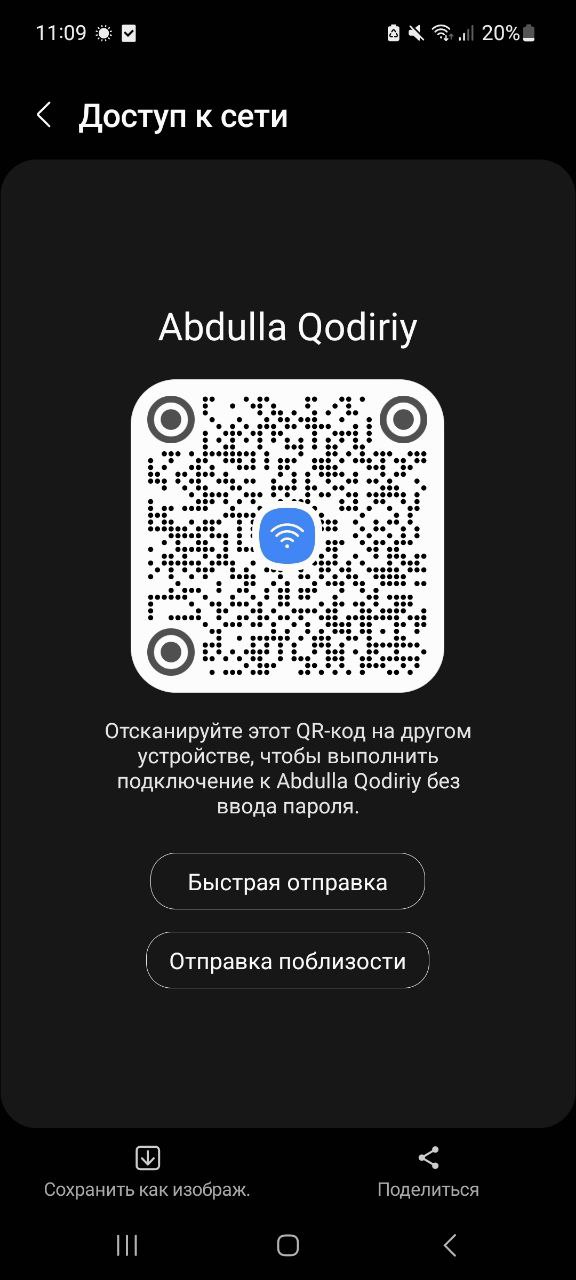 11:09
20%
Доступ к сети
Abdulla Qodiriy
Отсканируйте этот QR-код на другом
устройстве, чтобы выполнить
подключение к Abdulla Qodiriy без
ввода пароля.
Быстрая отправка
Отправка поблизости
Сохранить как изображ.
Поделиться